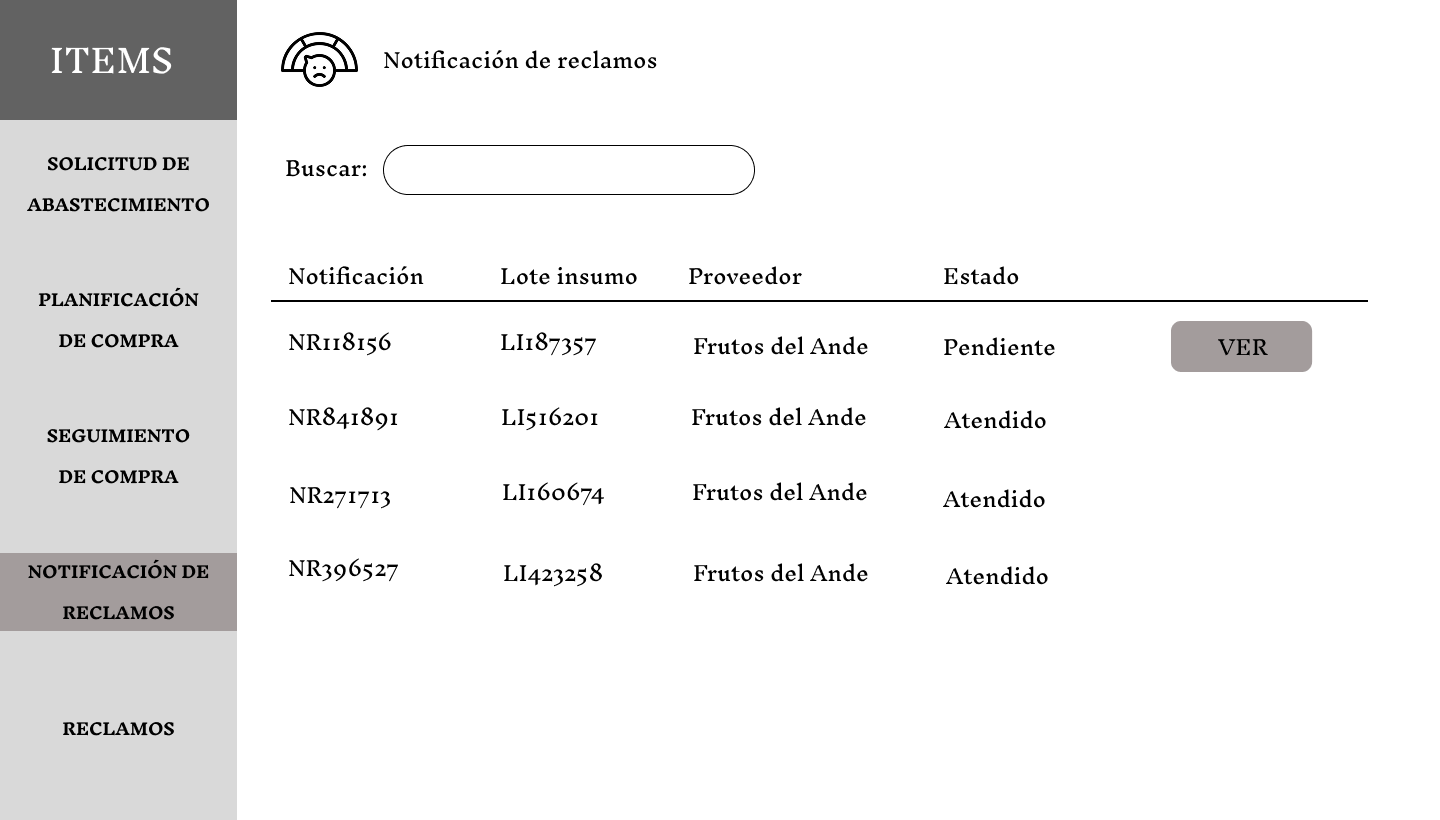 ITEMS
SOLICITUD DE
ABASTECIMIENTO
PLANIFICACIÓN
DE COMPRA
SEGUIMIENTO
DE COMPRA
NOTIFICACIÓN DE
RECLAMOS
RECLAMOS
Notificación de reclamos
Buscar:
Notificación Lote insumo Proveedor Estado
NR118156 LI187357 Frutos del Ande Pendiente VER
NR841891 LI516201 Frutos del Ande Atendido
NR271713 LI160674 Frutos del Ande Atendido
NR396527 LI423258 Frutos del Ande Atendido